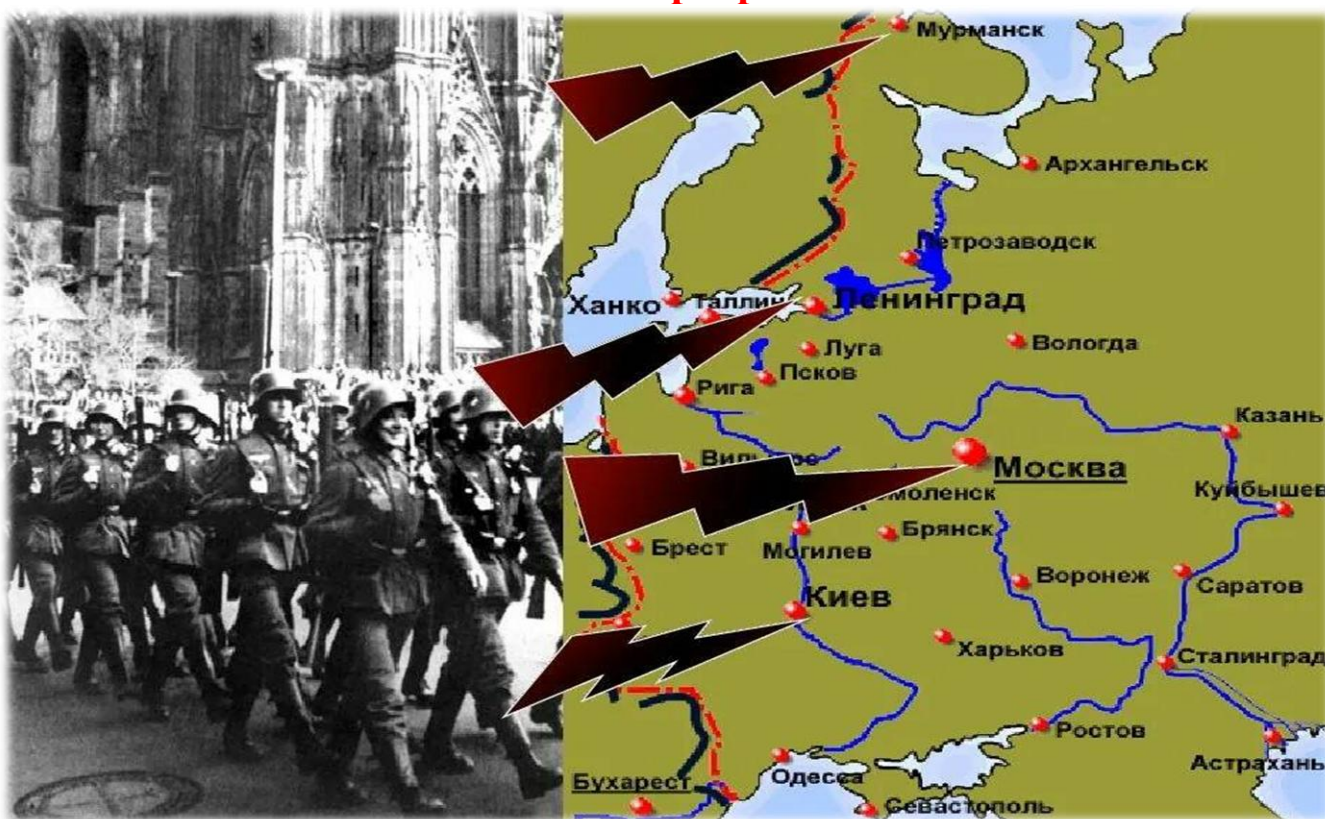 Мурманск
Архангельск
Петрозаводск
Ханко
Таллин
Ленинград
Луга
Вологда
Псков
Рига
Казань
Москва
Куйбышев
Брест
Могилев
Брянск
Воронеж
Саратов
Киев
Харьков
Сталинград
Ростов
Одесса
Астрахань
Бухарест
Севастополь